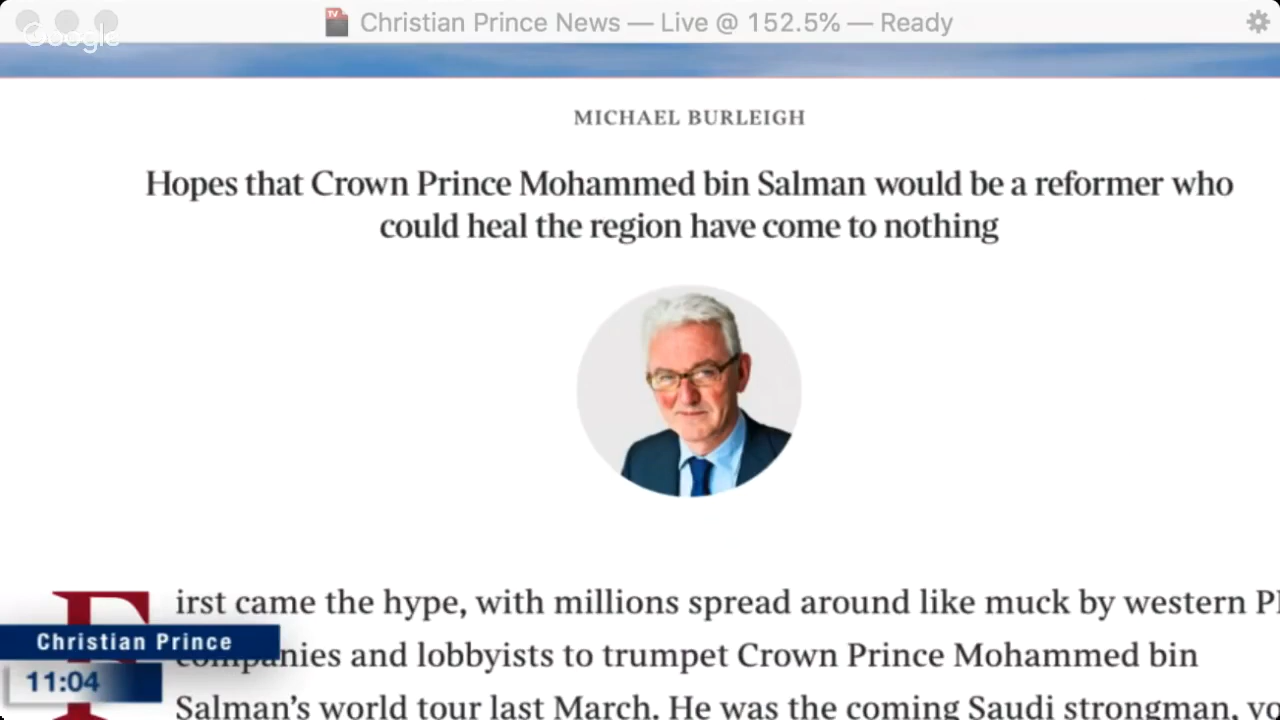 TV
Christian Prince News — Live @ 152.5% — Ready
Google
MICHAEL BURLEIGH
Hopes that Crown Prince Mohammed bin Salman would be a reformer who
could heal the region have come to nothing
First came the hype, with millions spread around like muck by western
companies and lobbyists to trumpet Crown Prince Mohammed bin
Salman's world tour last March. He was the coming Saudi strongman,
Christian Prince
11:04